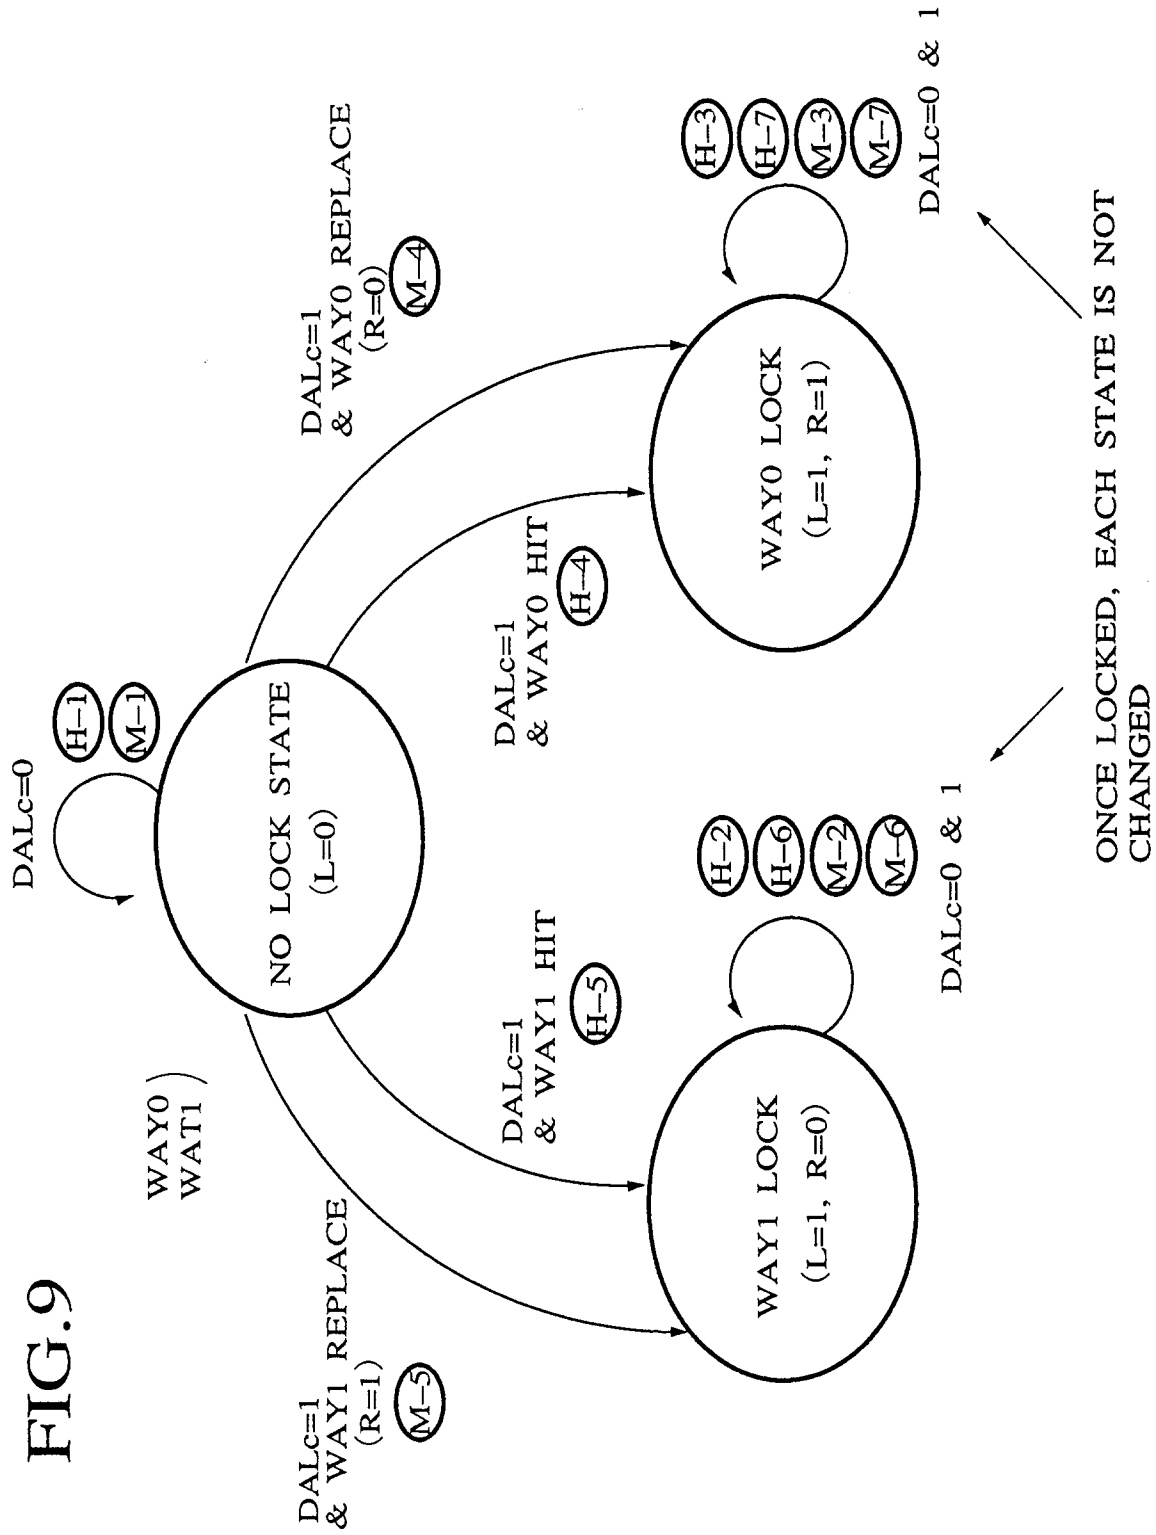 FIG.9
DALc=0
H-1
M-1
NO LOCK STATE
(L=0)
WAY0
WAT1
DALc=1
& WAY1 REPLACE
(R=1)
M-5
DALc=1
& WAY1 HIT
H-5
DALc=1
& WAY0 HIT
H-4
DALc=1
& WAY0 REPLACE
(R=0)
M-4
WAY1 LOCK
(L=1, R=0)
H-2
H-6
M-2
M-6
DALc=0 & 1
WAY0 LOCK
(L=1, R=1)
H-3
H-7
M-3
M-7
DALc=0 & 1
ONCE LOCKED, EACH STATE IS NOT
CHANGED